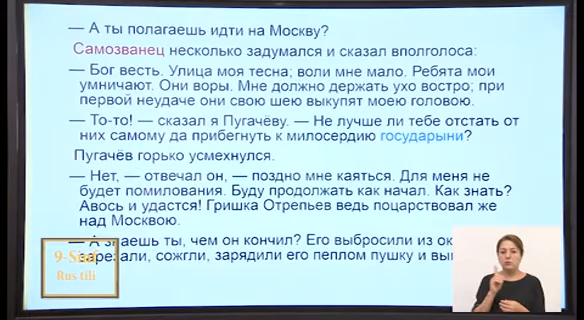 — А ты полагаешь идти на Москву?
Самозванец несколько задумался и сказал вполголоса:
— Бог весть. Улица моя тесна; воли мне мало. Ребята мои
умничают. Они воры. Мне должно держать ухо востро; при
первой неудаче они свою шею выкупят моею головою.
— То-то! — сказал я Пугачёву. — Не лучше ли тебе отстать от
них самому да прибегнуть к милосердию государыни?
Пугачёв горько усмехнулся.
— Нет, — отвечал он, — поздно мне каяться. Для меня не
будет помилования. Буду продолжать как начал. Как знать?
Авось и удастся! Гришка Отрепьев ведь поцарствовал же
над Москвою.
— А знаешь ты, чем он кончил? Его выбросили из
зарезали, сожгли, зарядили его пеплом пушку и
9-Sinf
Rus tili